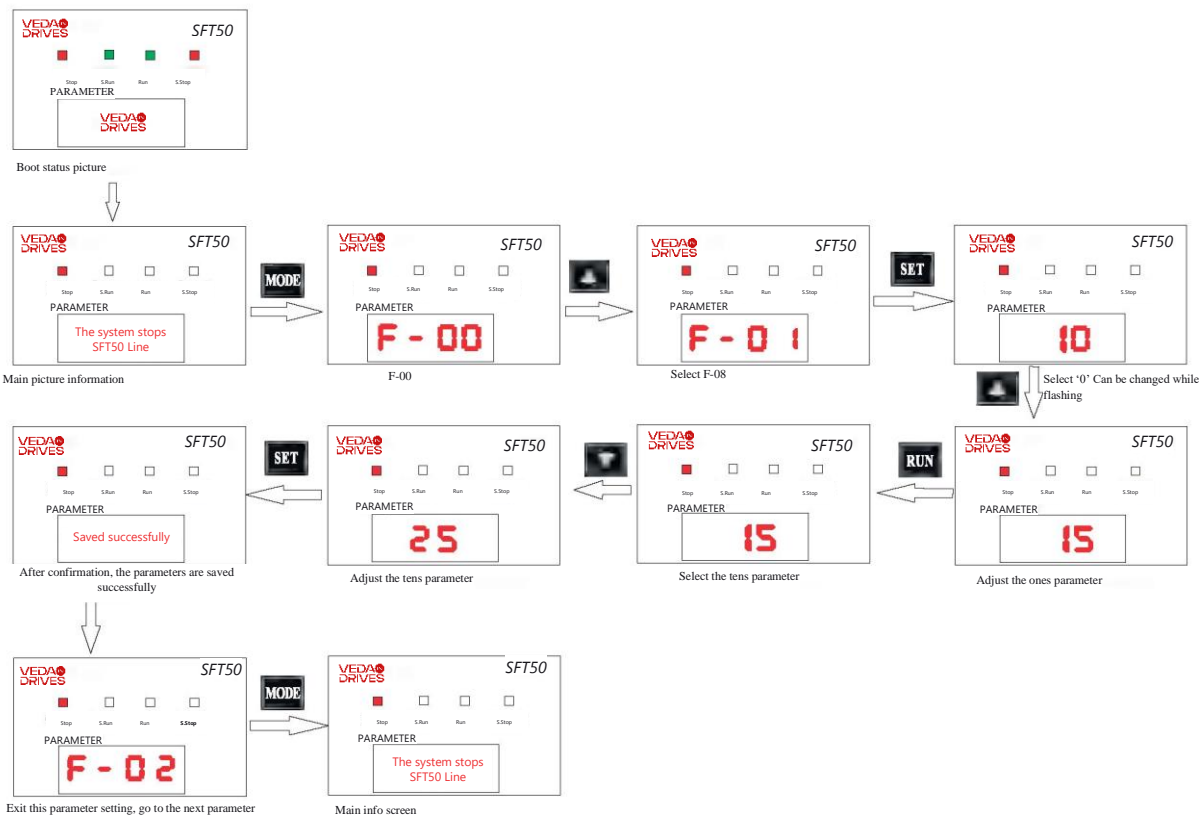 VEDA DRIVES
SFT50
Stop S.Run Run S.Stop
PARAMETER
VEDA DRIVES
Boot status picture
VEDA DRIVES
SFT50
Stop S.Run Run S.Stop
PARAMETER
The system stops
SFT50 Line
Main picture information
MODE
VEDA DRIVES
SFT50
Stop S.Run Run S.Stop
PARAMETER
F-00
F-00
VEDA DRIVES
SFT50
Stop S.Run Run S.Stop
PARAMETER
F-01
Select F-08
SET
VEDA DRIVES
SFT50
Stop S.Run Run S.Stop
PARAMETER
10
Select ‘0’ Can be changed while
flashing
VEDA DRIVES
SFT50
Stop S.Run Run S.Stop
PARAMETER
15
Adjust the ones parameter
RUN
VEDA DRIVES
SFT50
Stop S.Run Run S.Stop
PARAMETER
15
Select the tens parameter
VEDA DRIVES
SFT50
Stop S.Run Run S.Stop
PARAMETER
25
Adjust the tens parameter
SET
VEDA DRIVES
SFT50
Stop S.Run Run S.Stop
PARAMETER
Saved successfully
After confirmation, the parameters are saved
successfully
VEDA DRIVES
SFT50
Stop S.Run Run S.Stop
PARAMETER
F-02
Exit this parameter setting, go to the next parameter
MODE
VEDA DRIVES
SFT50
Stop S.Run Run S.Stop
PARAMETER
The system stops
SFT50 Line
Main info screen